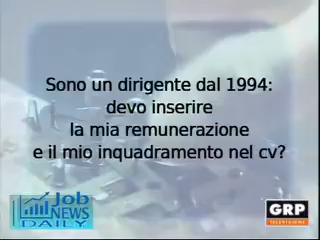 Sono un dirigente dal 1994:
devo inserire
la mia remunerazione
e il mio inquadramento nel cv?
Job
NEWS
DAILY
GRP
TELEVISIONE